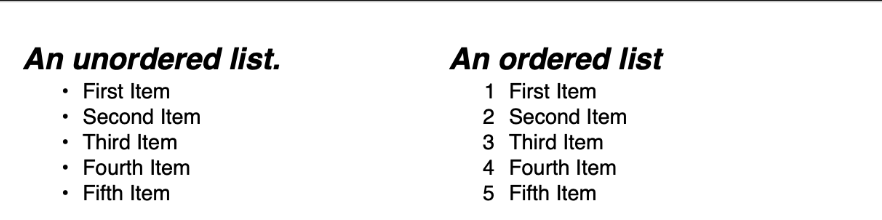 An unordered list.
• First Item
• Second Item
• Third Item
• Fourth Item
• Fifth Item
An ordered list
1 First Item
2 Second Item
3 Third Item
4 Fourth Item
5 Fifth Item